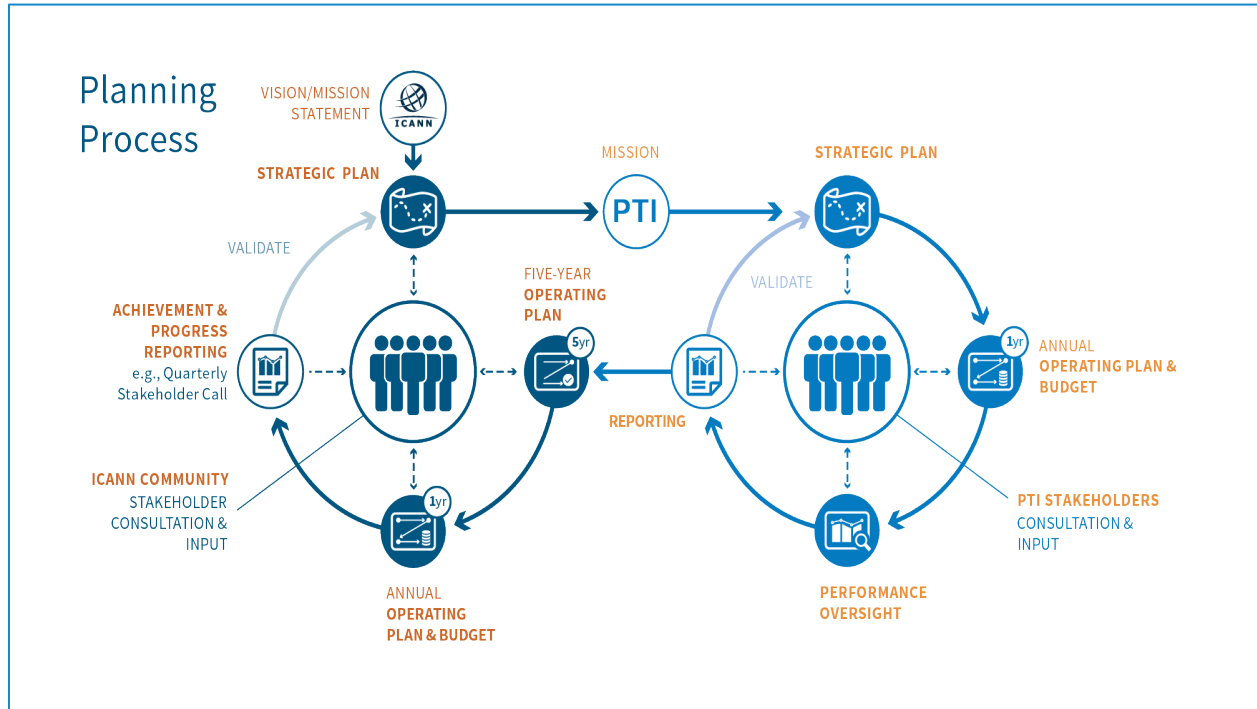 Planning
Process
VISION/MISSION
STATEMENT
ICANN
STRATEGIC PLAN
MISSION
PTI
STRATEGIC PLAN
VALIDATE
FIVE-YEAR
OPERATING
PLAN
5yr
VALIDATE
ACHIEVEMENT &
PROGRESS
REPORTING
e.g., Quarterly
Stakeholder Call
1yr
ANNUAL
OPERATING PLAN &
BUDGET
REPORTING
ICANN COMMUNITY
STAKEHOLDER
CONSULTATION &
INPUT
1yr
PTI STAKEHOLDERS
CONSULTATION &
INPUT
ANNUAL
OPERATING
PLAN & BUDGET
PERFORMANCE
OVERSIGHT